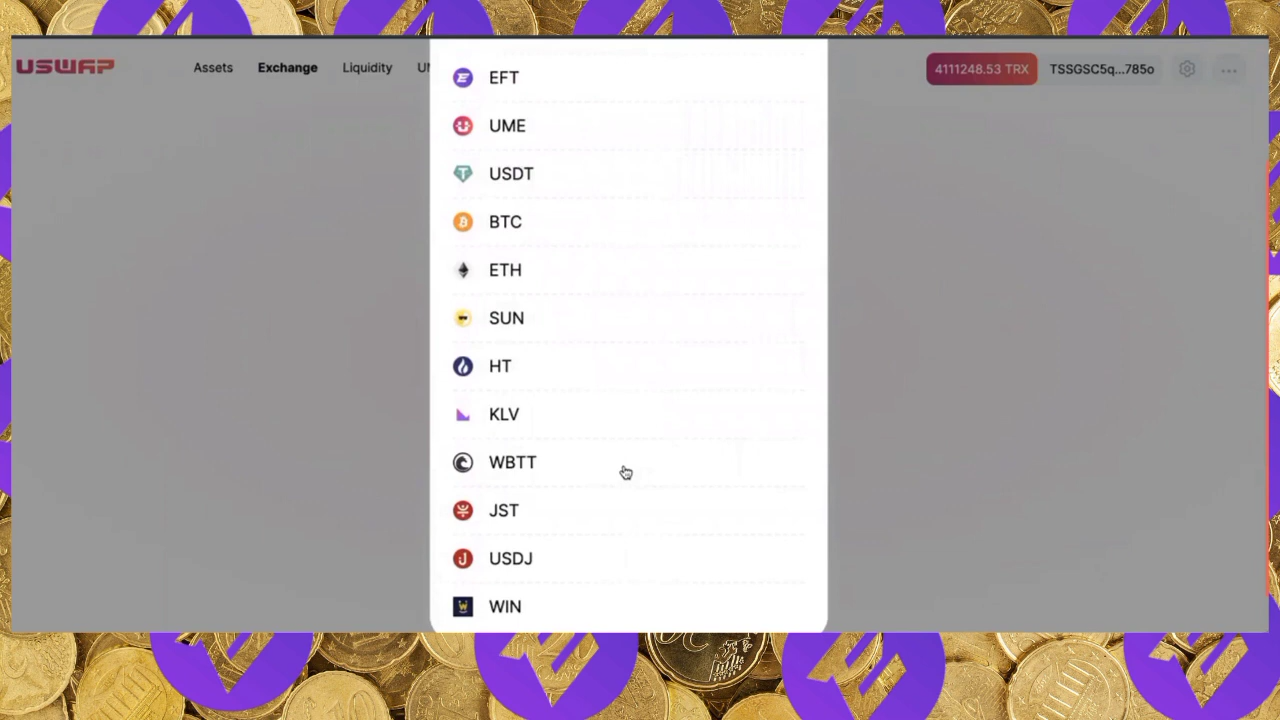 USWAP
Assets Exchange Liquidity
4111248.53 TRX TSSGSC5q...785o ...
EFT
UME
USDT
BTC
ETH
SUN
HT
KLV
WBTT
JST
USDJ
WIN